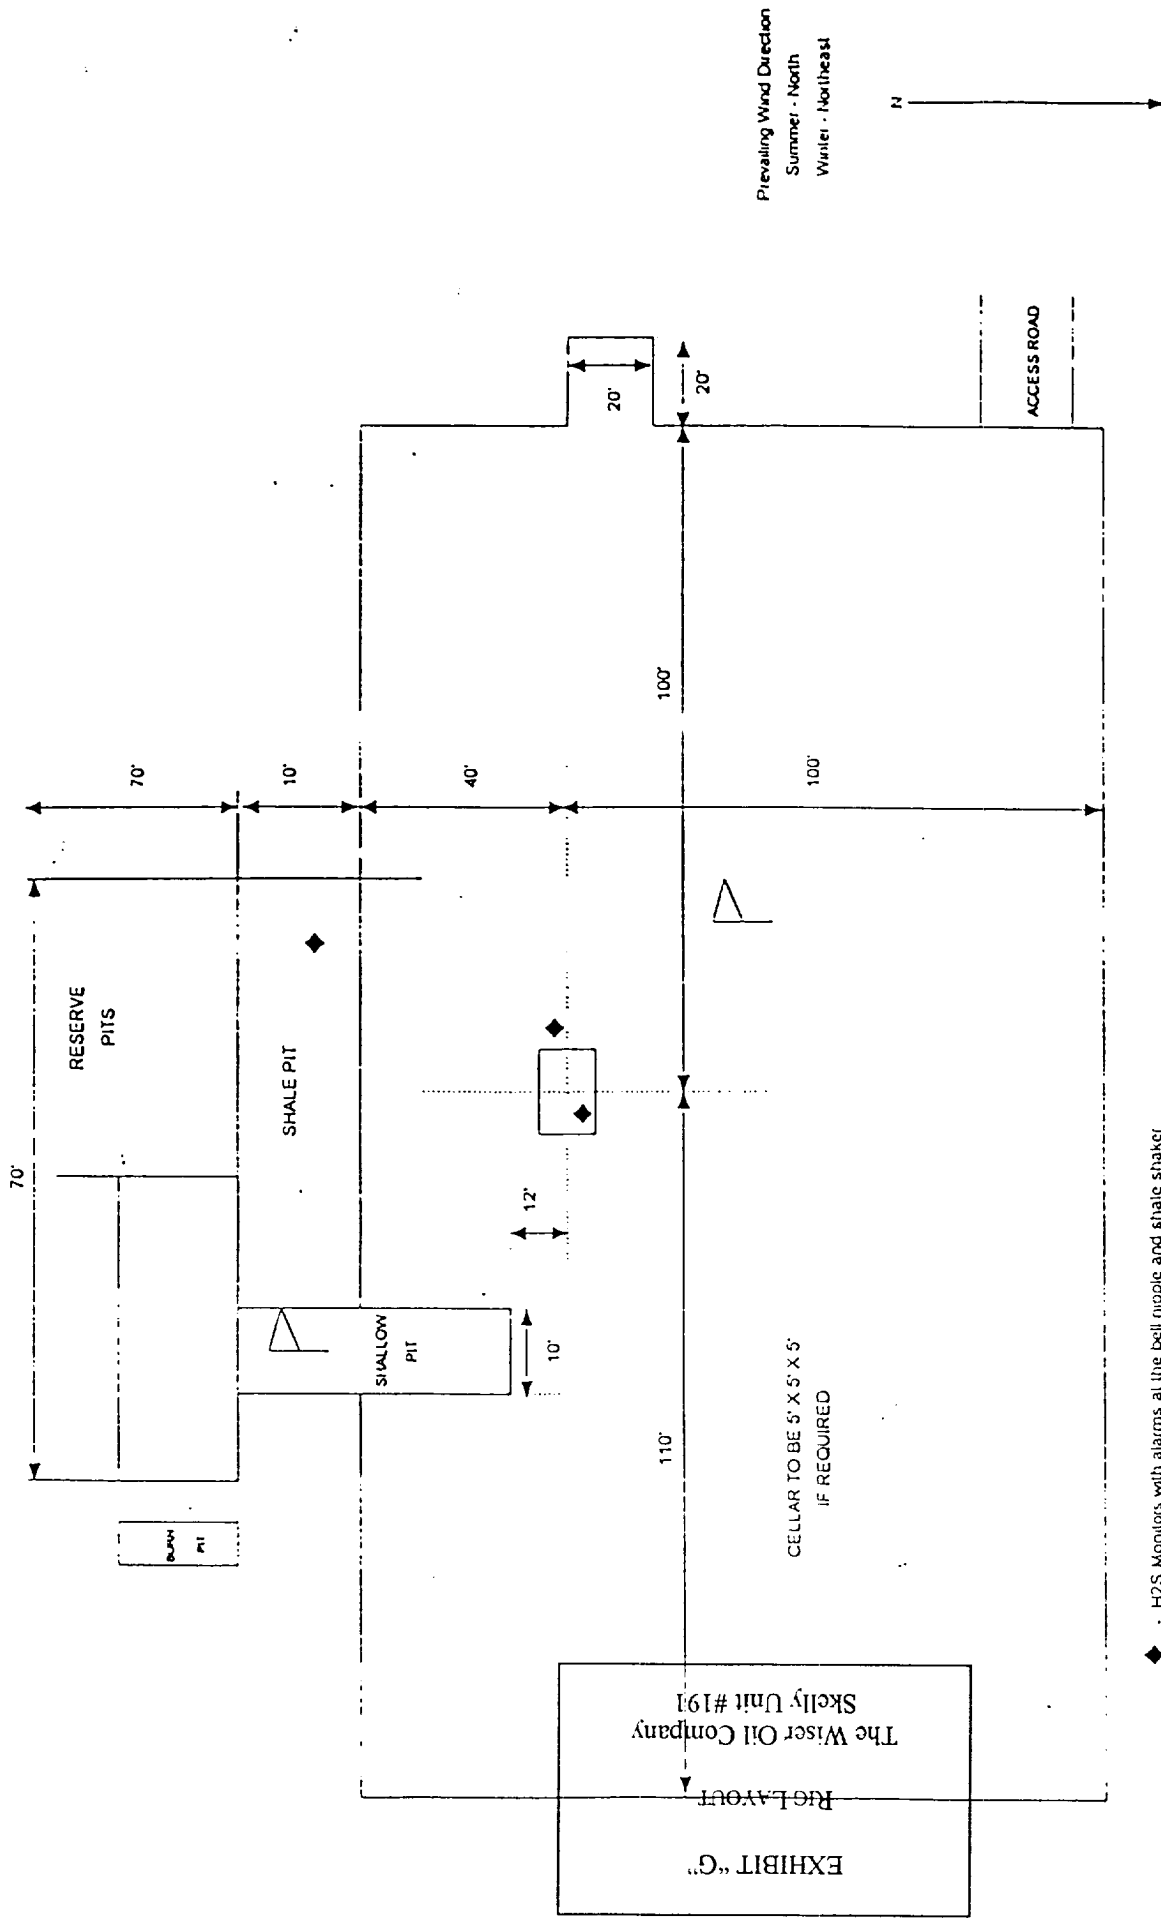 Prevailing Wind Direction
Summer - North
Winter - Northeast
N
70'
RESERVE
PITS
70'
10'
SHALE PIT
40'
100'
20'
20'
100'
ACCESS ROAD
12'
BURN
PIT
SHALLOW
PIT
10'
110'
CELLAR TO BE 5' X 5' X 5'
IF REQUIRED
EXHIBIT "G"
RIG LAYOUT
The Wiser Oil Company
Skelly Unit #191
- H2S Monitors with alarms at the bell nipple and shale shaker